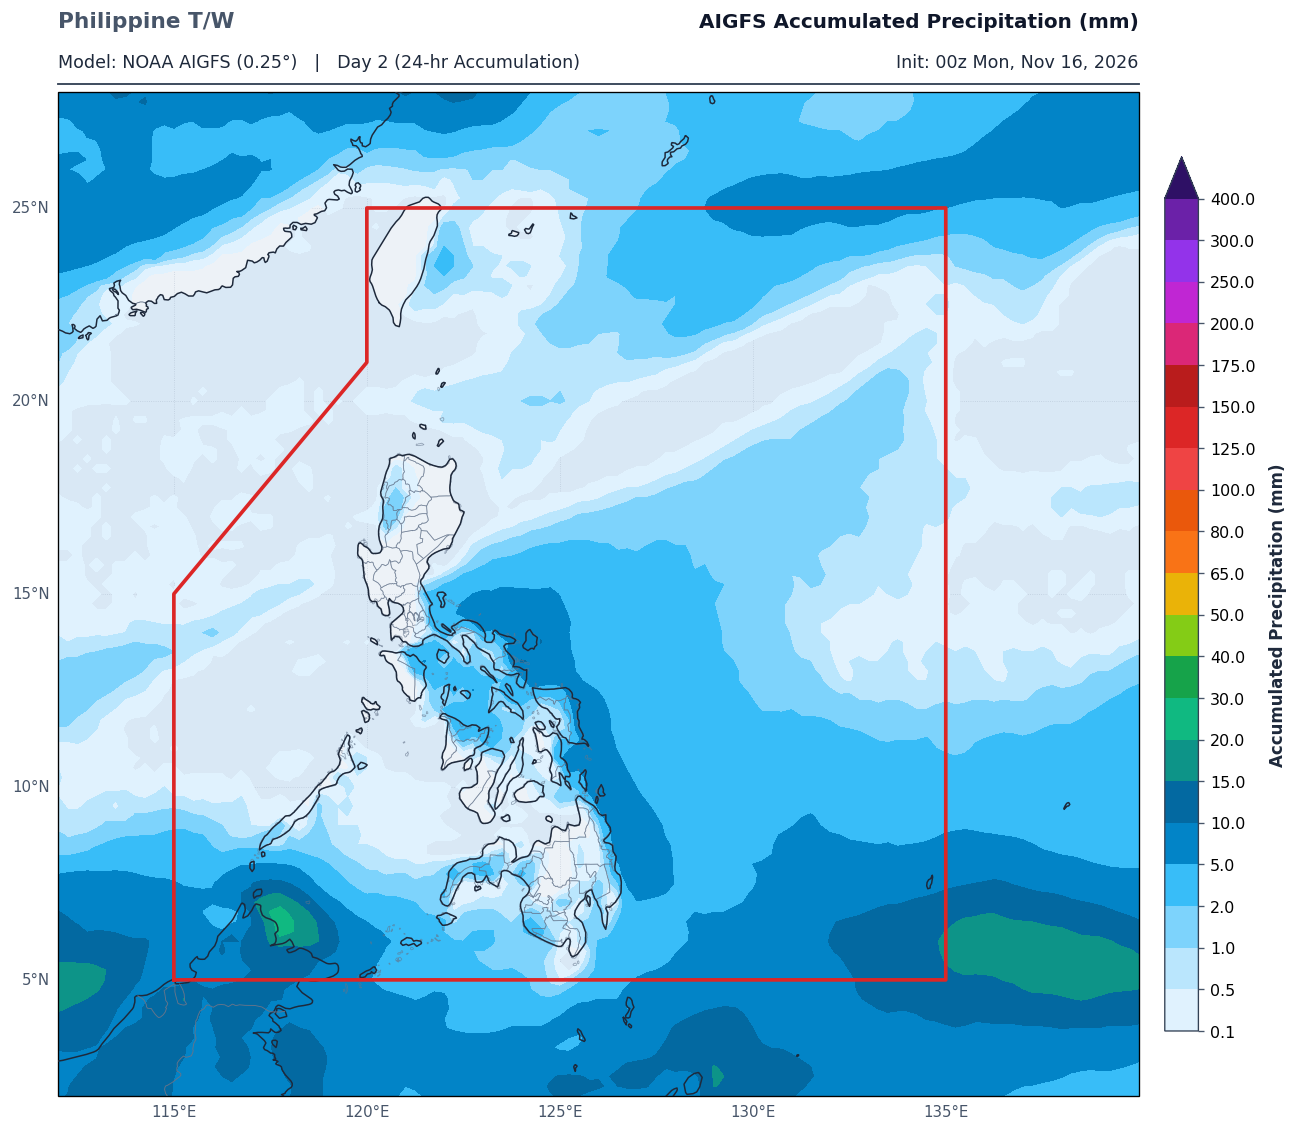 Philippine T/W
AIGFS Accumulated Precipitation (mm)
Model: NOAA AIGFS (0.25°) | Day 2 (24-hr Accumulation)
Init: 00z Mon, Nov 16, 2026
25°N
20°N
15°N
10°N
5°N
115°E
120°E
125°E
130°E
135°E
400.0
300.0
250.0
200.0
175.0
150.0
125.0
100.0
80.0
65.0
50.0
40.0
30.0
20.0
15.0
10.0
5.0
2.0
1.0
0.5
0.1
Accumulated Precipitation (mm)